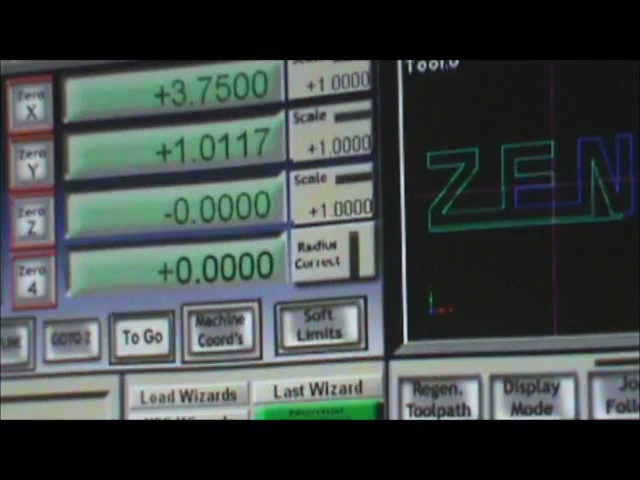 Tool:0
Zero X +3.7500 +1.0000
Scale
Zero Y +1.0117 +1.0000
Scale
Zero Z -0.0000 +1.0000
Zero 4 +0.0000 Radius Correct
ZEN
GOTO Z To Go Machine Coord's Soft Limits
Load Wizards Last Wizard
Regen. Toolpath Display Mode